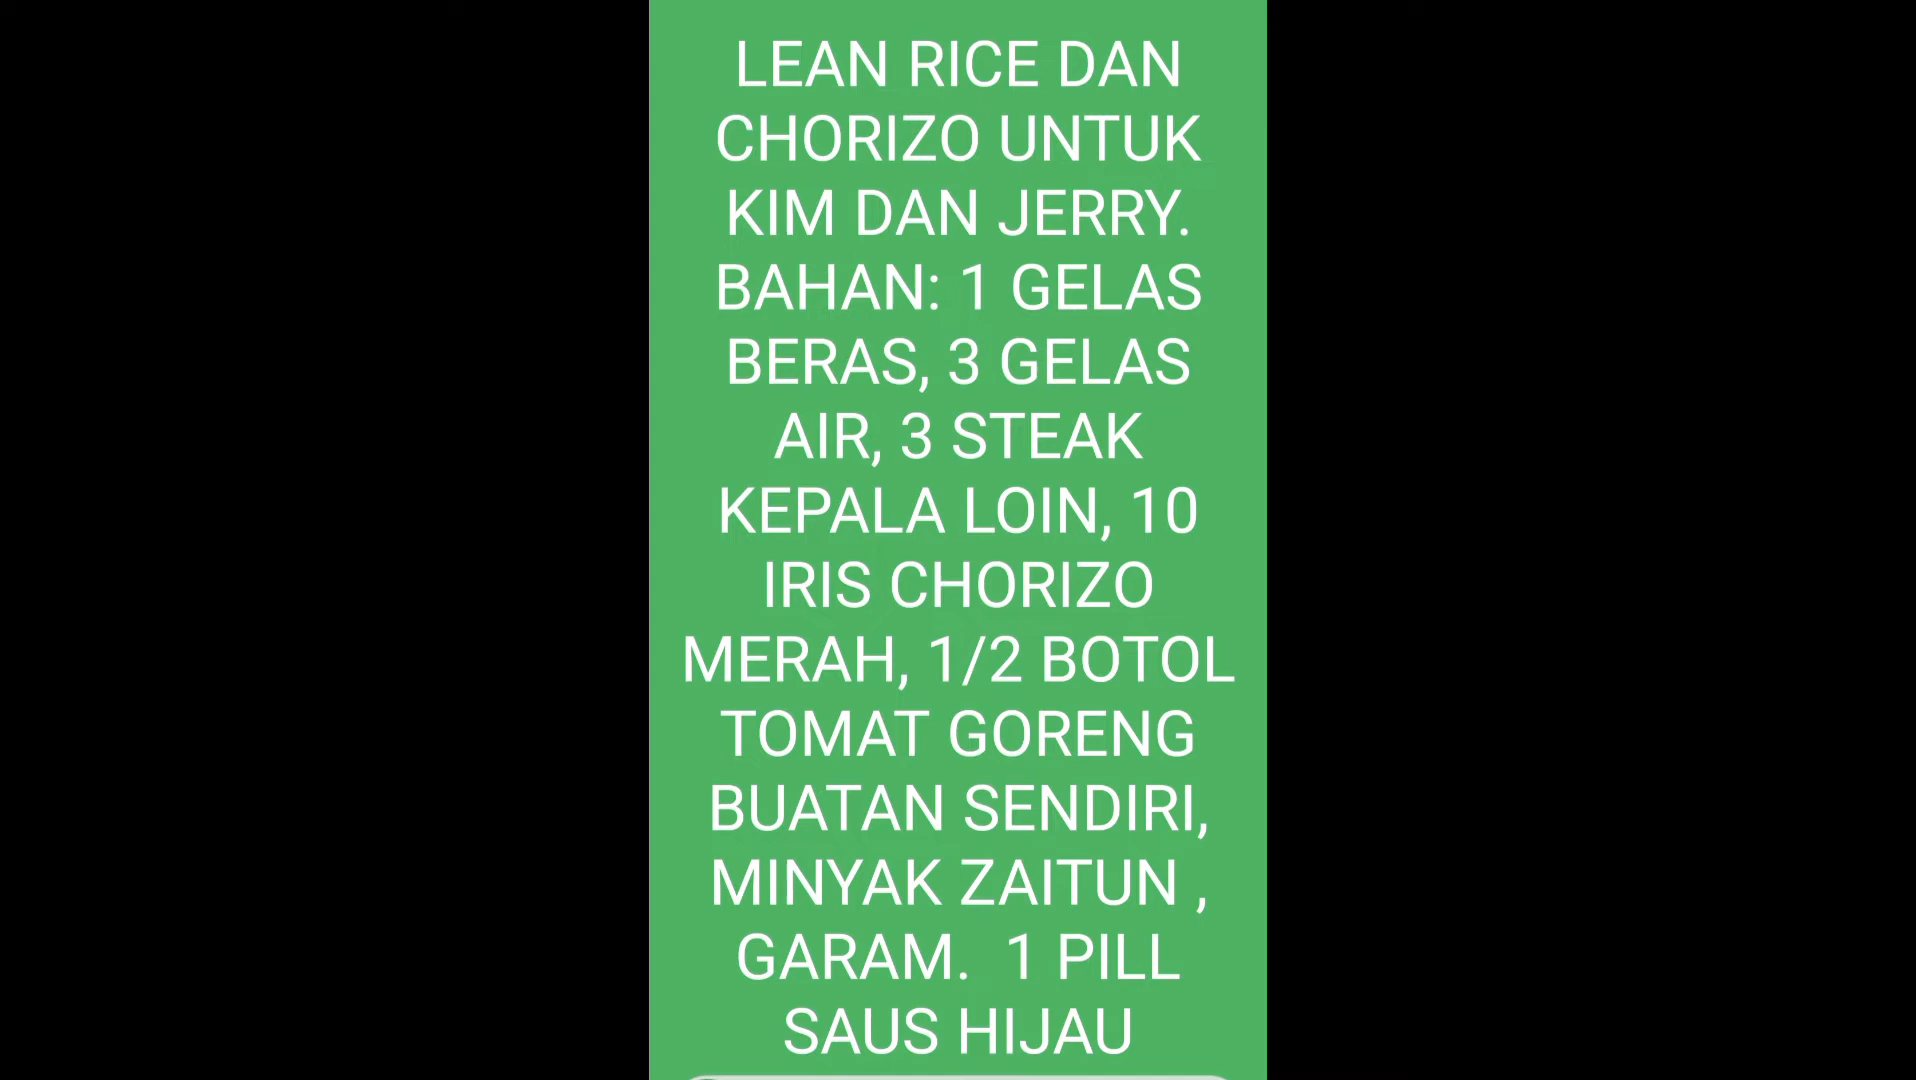 LEAN RICE DAN
CHORIZO UNTUK
KIM DAN JERRY.
BAHAN: 1 GELAS
BERAS, 3 GELAS
AIR, 3 STEAK
KEPALA LOIN, 10
IRIS CHORIZO
MERAH, 1/2 BOTOL
TOMAT GORENG
BUATAN SENDIRI,
MINYAK ZAITUN ,
GARAM.  1 PILL
SAUS HIJAU